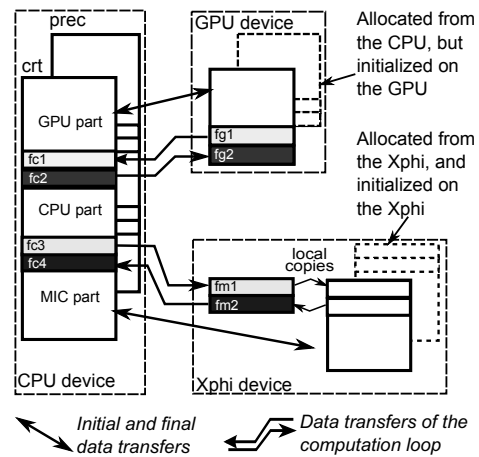 prec
crt
GPU part
fc1
fc2
CPU part
fc3
fc4
MIC part
CPU device
GPU device
fg1
fg2
Allocated from
the CPU, but
initialized on
the GPU
Allocated from
the Xphi, and
initialized on
the Xphi
local
copies
fm1
fm2
Xphi device
Initial and final
data transfers
Data transfers of the
computation loop